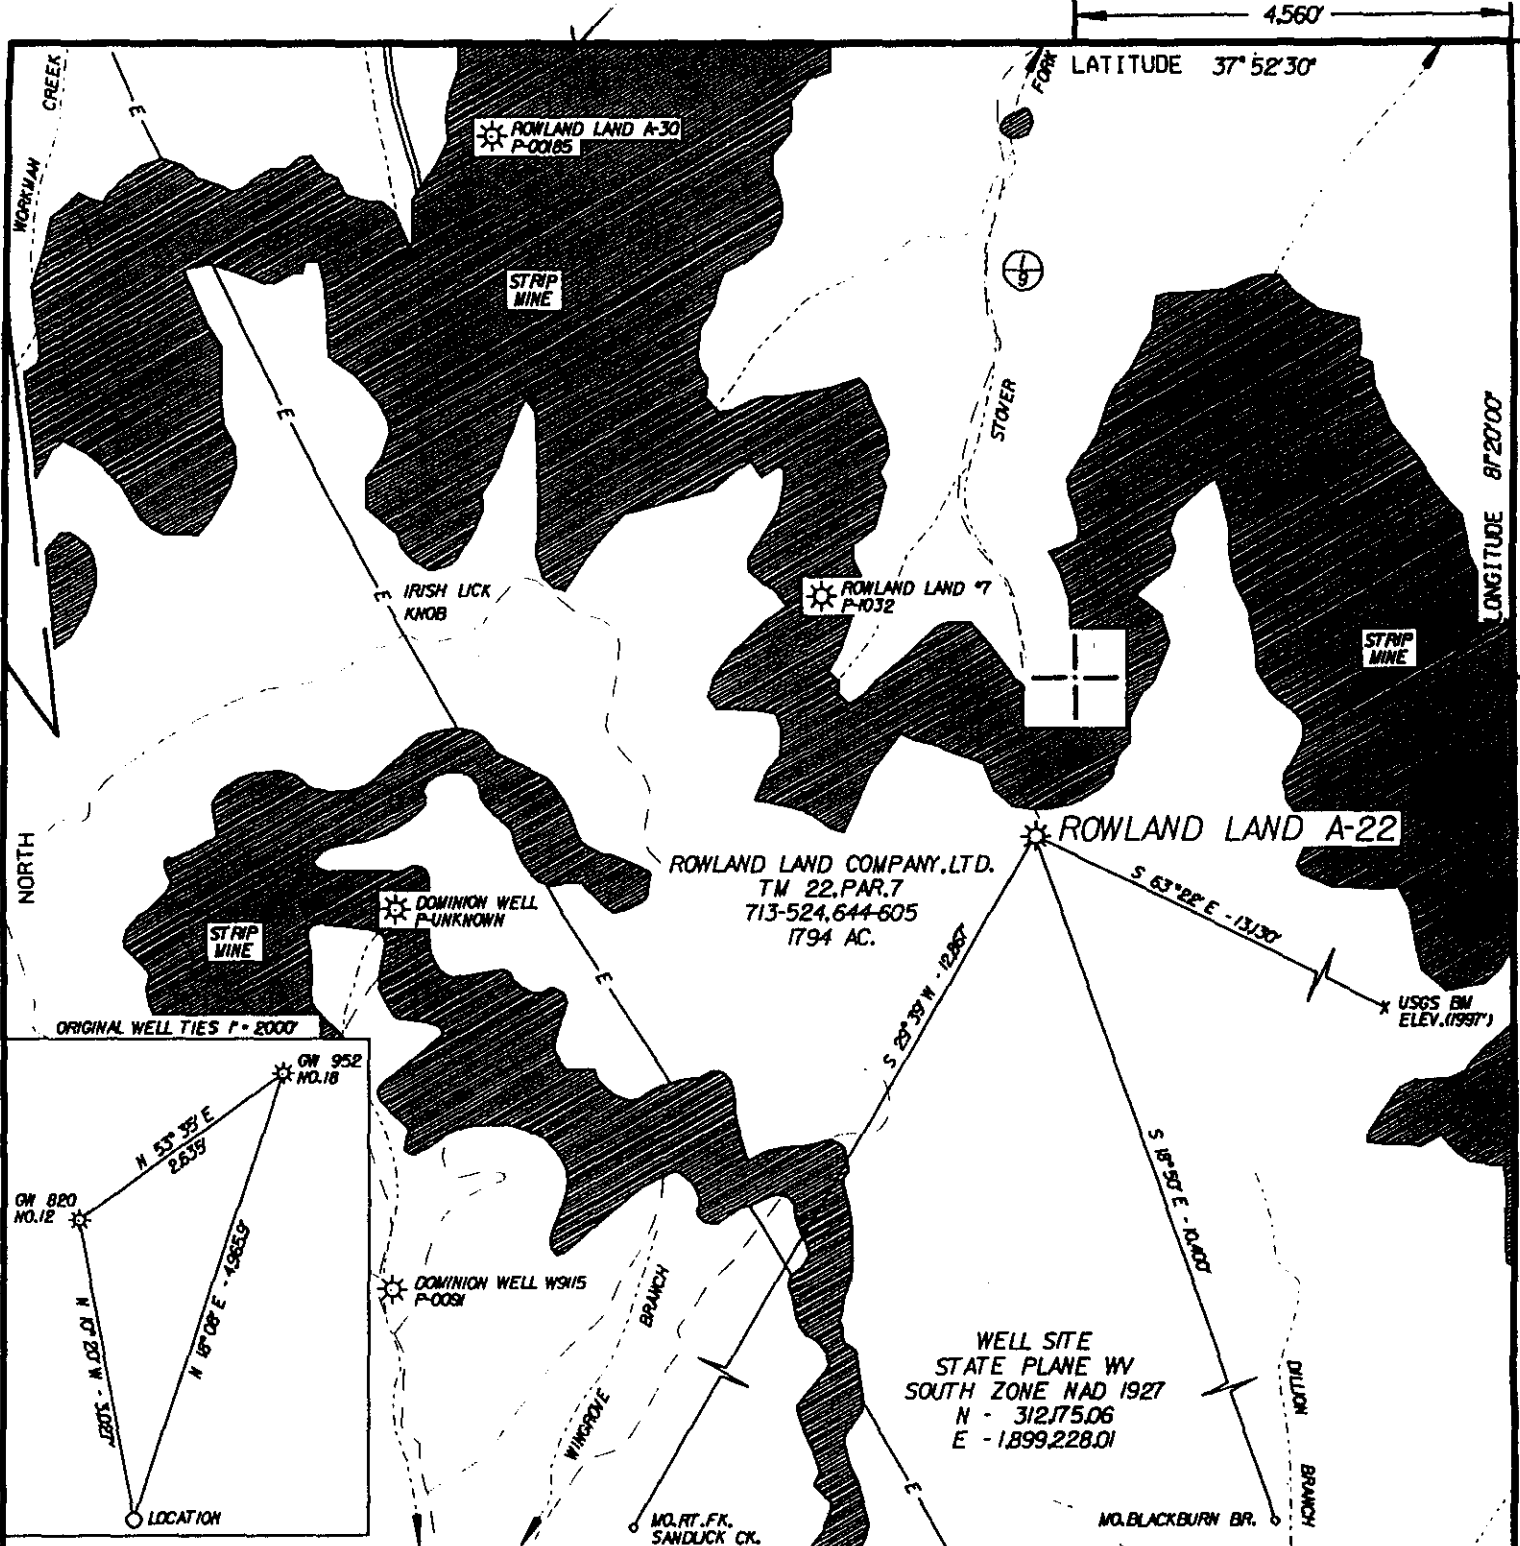 4,560'
LATITUDE 37°52'30"
WORKMAN CREEK
E
ROWLAND LAND A-30
P-00185
FORK
STRIP
MINE
1
9
STOVER
LONGITUDE 81°20'00"
E
E
IRISH LICK
KNOB
ROWLAND LAND #7
P-1032
STRIP
MINE
NORTH
ROWLAND LAND A-22
ROWLAND LAND COMPANY, LTD.
TM 22, PAR. 7
713-524,644-605
1794 AC.
S 63°22' E - 13,130'
DOMINION WELL
P-UNKNOWN
STRIP
MINE
S 29°39' W - 12,867'
E
USGS BM
ELEV. (1997')
ORIGINAL WELL TIES 1" = 2000'
GW 952
NO. 18
N 53° 35' E
2,635'
GW 820
NO. 12
N 18° 08' E - 4,965.9'
N 10° 20' W - 3,027'
LOCATION
S 18°50' E - 10,400'
DOMINION WELL W9115
P-0091
WINGROVE BRANCH
WELL SITE
STATE PLANE WV
SOUTH ZONE NAD 1927
N - 312,175.06
E - 1,899,228.01
DILLON BRANCH
E
MO. RT. FK.
SANDLICK CK.
MO. BLACKBURN BR.